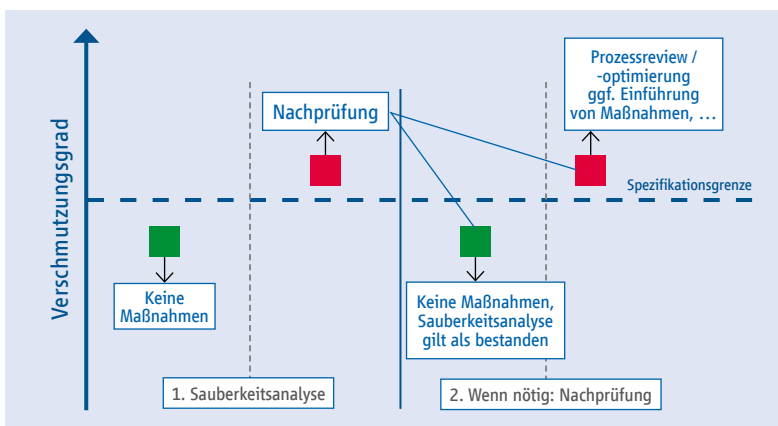 Verschmutzungsgrad
Prozessreview /
-optimierung
ggf. Einführung
von Maßnahmen, …
Nachprüfung
Spezifikationsgrenze
Keine
Maßnahmen
Keine Maßnahmen,
Sauberkeitsanalyse
gilt als bestanden
1. Sauberkeitsanalyse
2. Wenn nötig: Nachprüfung